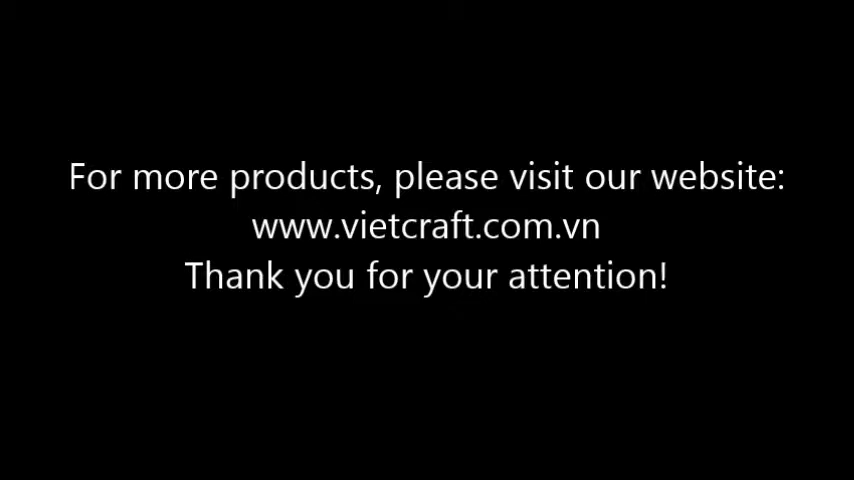 For more products, please visit our website:
www.vietcraft.com.vn
Thank you for your attention!